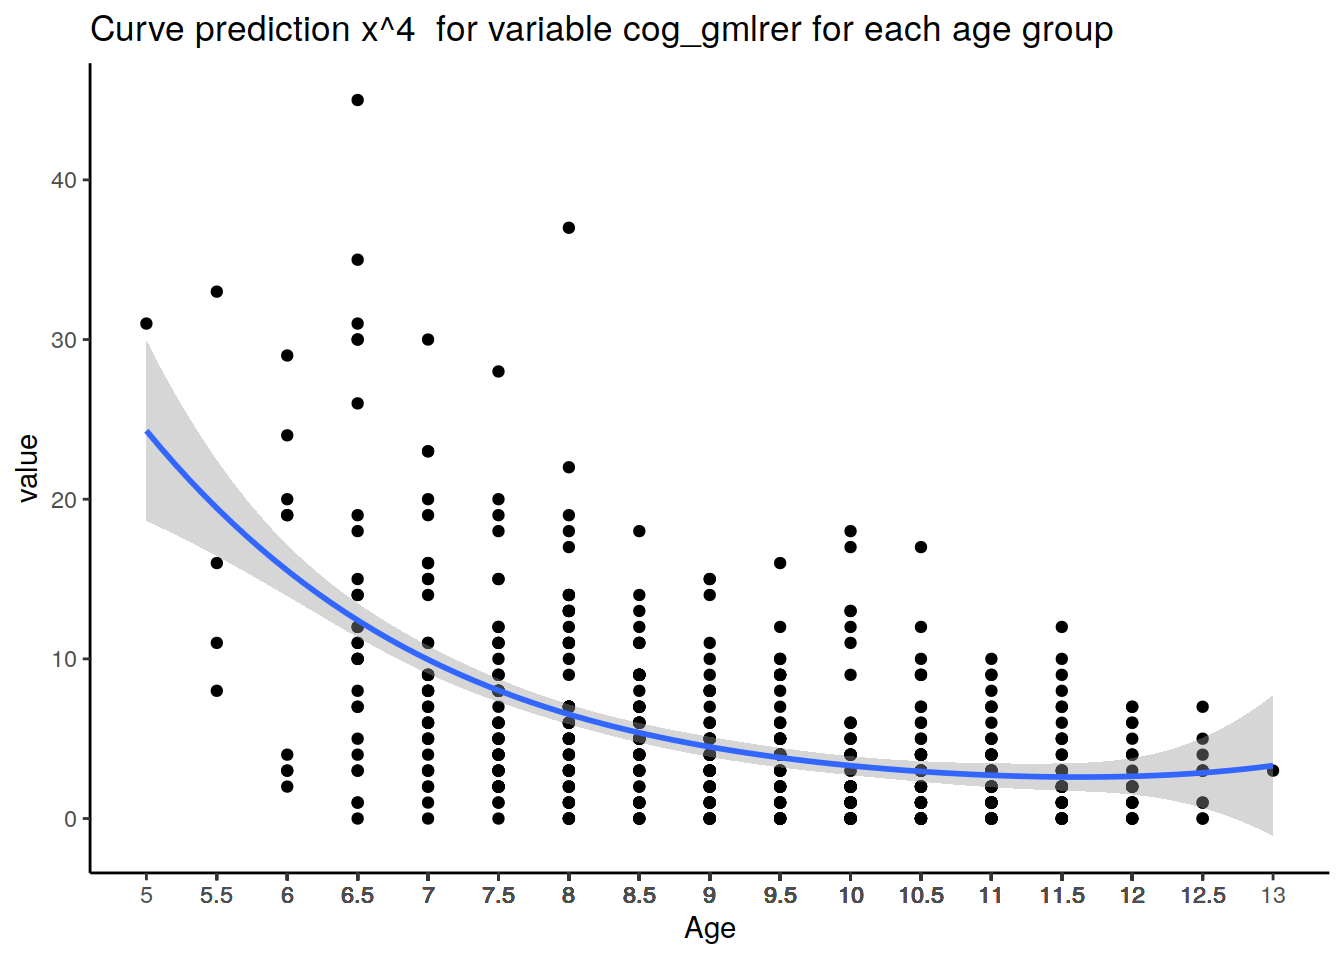 Curve prediction x^4  for variable cog_gmlrer for each age group
40
30
20
10
0
value
5 5.5 6 6.5 7 7.5 8 8.5 9 9.5 10 10.5 11 11.5 12 12.5 13
Age